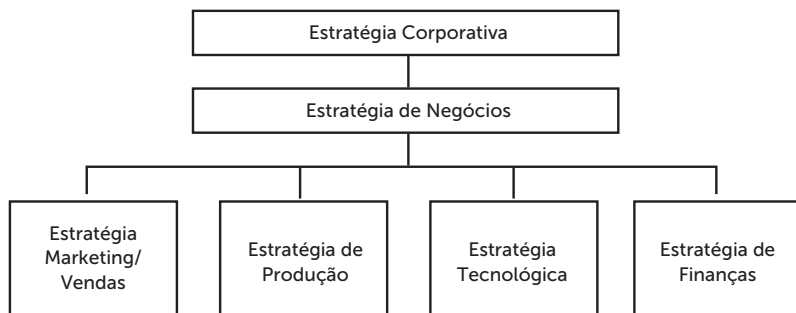 Estratégia Corporativa
Estratégia de Negócios
Estratégia
Marketing/
Vendas
Estratégia de
Produção
Estratégia
Tecnológica
Estratégia de
Finanças